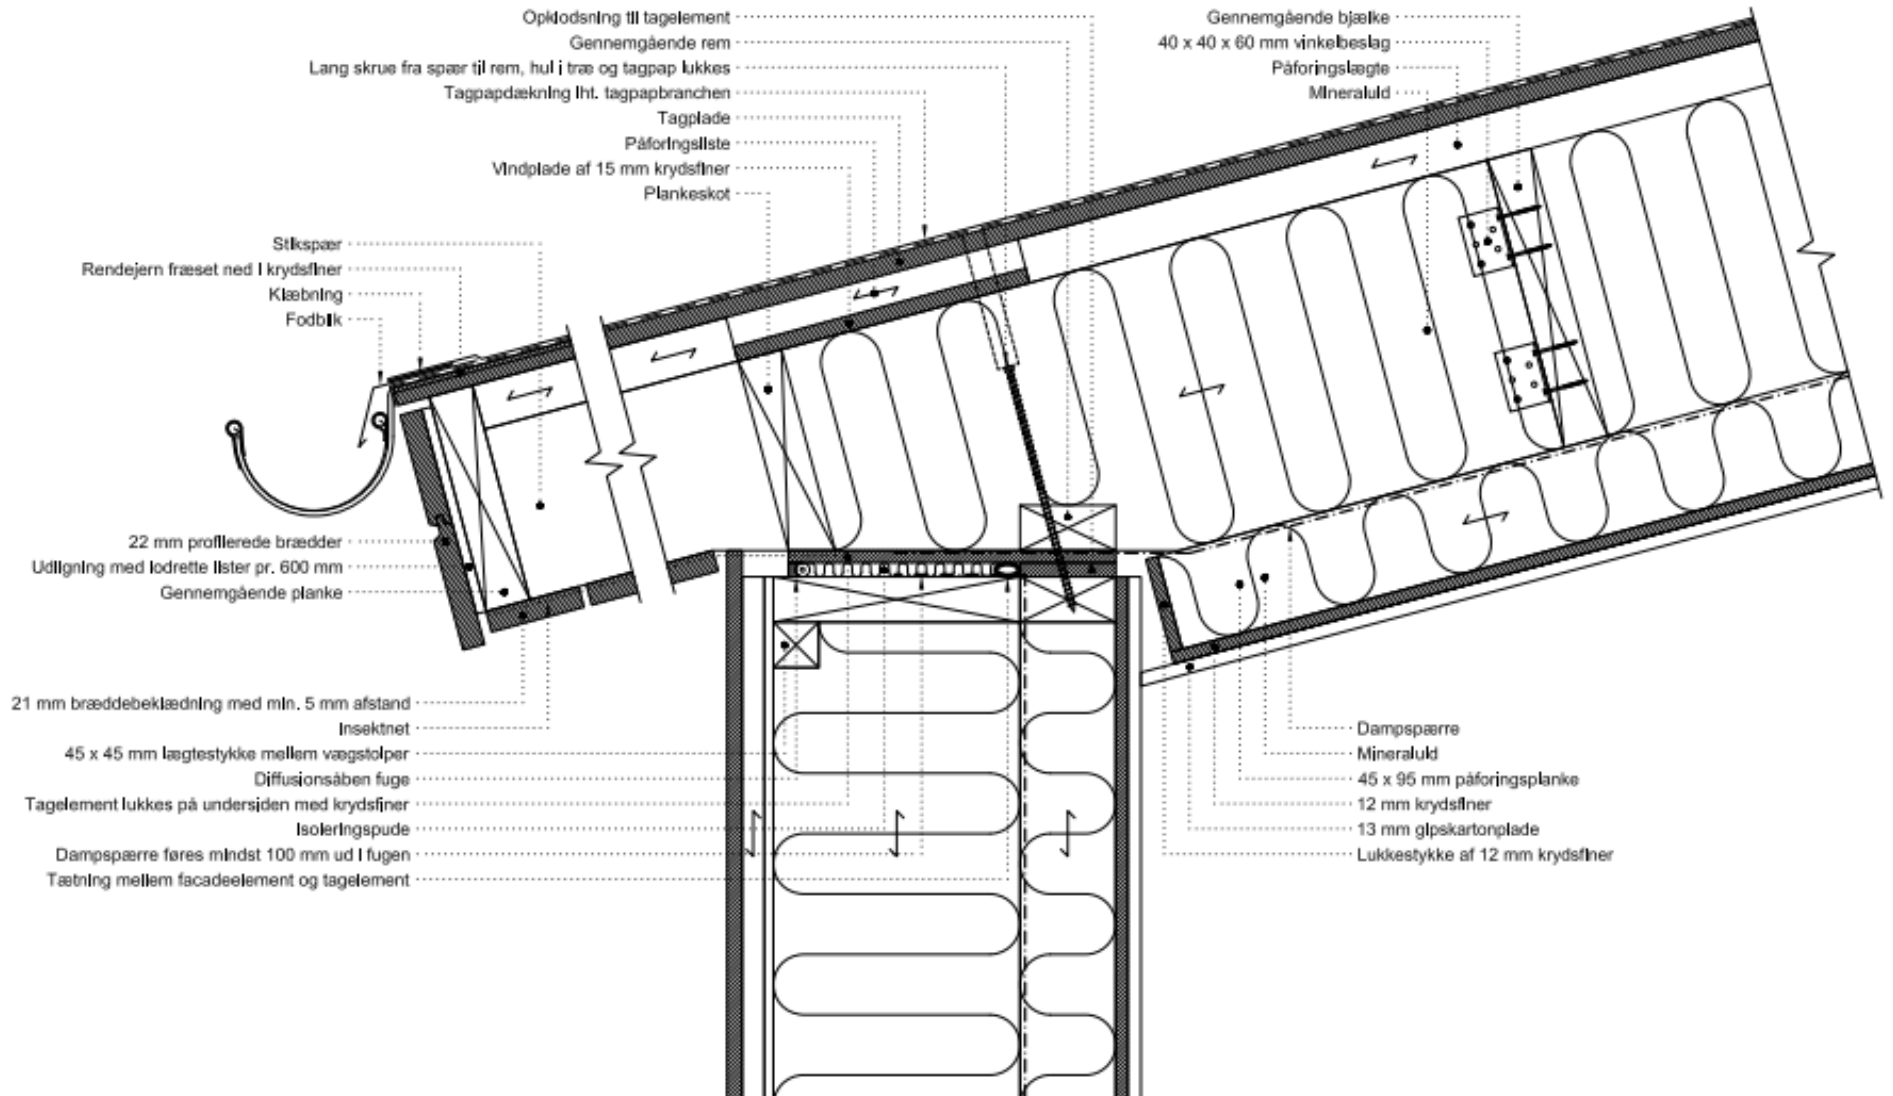 Opklodsning til tagelement
Gennemgående rem
Lang skrue fra spær til rem, hul i træ og tagpap lukkes
Tagpapdækning iht. tagpapbranchen
Tagplade
Påforingsliste
Vindplade af 15 mm krydsfiner
Plankeskot
Gennemgående bjælke
40 x 40 x 60 mm vinkelbeslag
Påforingslægte
Mineraluld
Stikspær
Rendejern fræset ned i krydsfiner
Klæbning
Fodblik
22 mm profilerede brædder
Udligning med lodrette lister pr. 600 mm
Gennemgående planke
21 mm bræddebeklædning med min. 5 mm afstand
Insektnet
45 x 45 mm lægtestykke mellem vægstolper
Diffusionsåben fuge
Tagelement lukkes på undersiden med krydsfiner
Isoleringspude
Dampspærre føres mindst 100 mm ud i fugen
Tætning mellem facadeelement og tagelement
Dampspærre
Mineraluld
45 x 95 mm påforingsplanke
12 mm krydsfiner
13 mm gipskartonplade
Lukkestykke af 12 mm krydsfiner